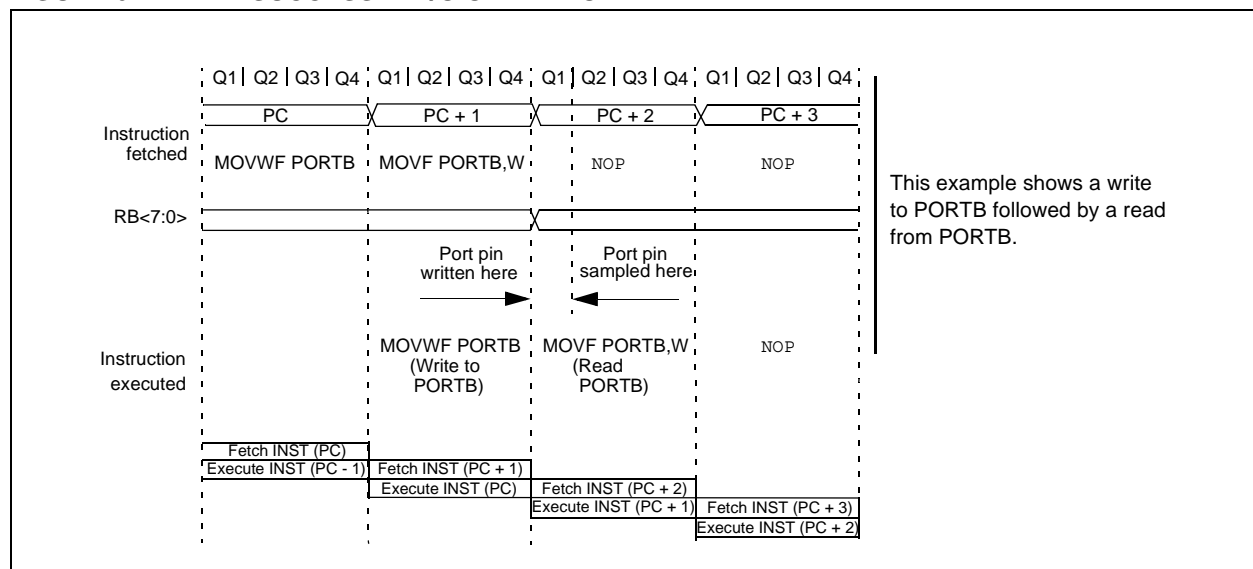 Q1 Q2 Q3 Q4 Q1 Q2 Q3 Q4 Q1 Q2 Q3 Q4 Q1 Q2 Q3 Q4
PC PC + 1 PC + 2 PC + 3
Instruction
fetched
MOVWF PORTB MOVF PORTB,W NOP NOP
This example shows a write
to PORTB followed by a read
from PORTB.
RB<7:0>
Port pin
written here
Port pin
sampled here
Instruction
executed
MOVWF PORTB
(Write to
PORTB)
MOVF PORTB,W
(Read
PORTB)
NOP
Fetch INST (PC)
Execute INST (PC - 1) Fetch INST (PC + 1)
Execute INST (PC) Fetch INST (PC + 2)
Execute INST (PC + 1) Fetch INST (PC + 3)
Execute INST (PC + 2)